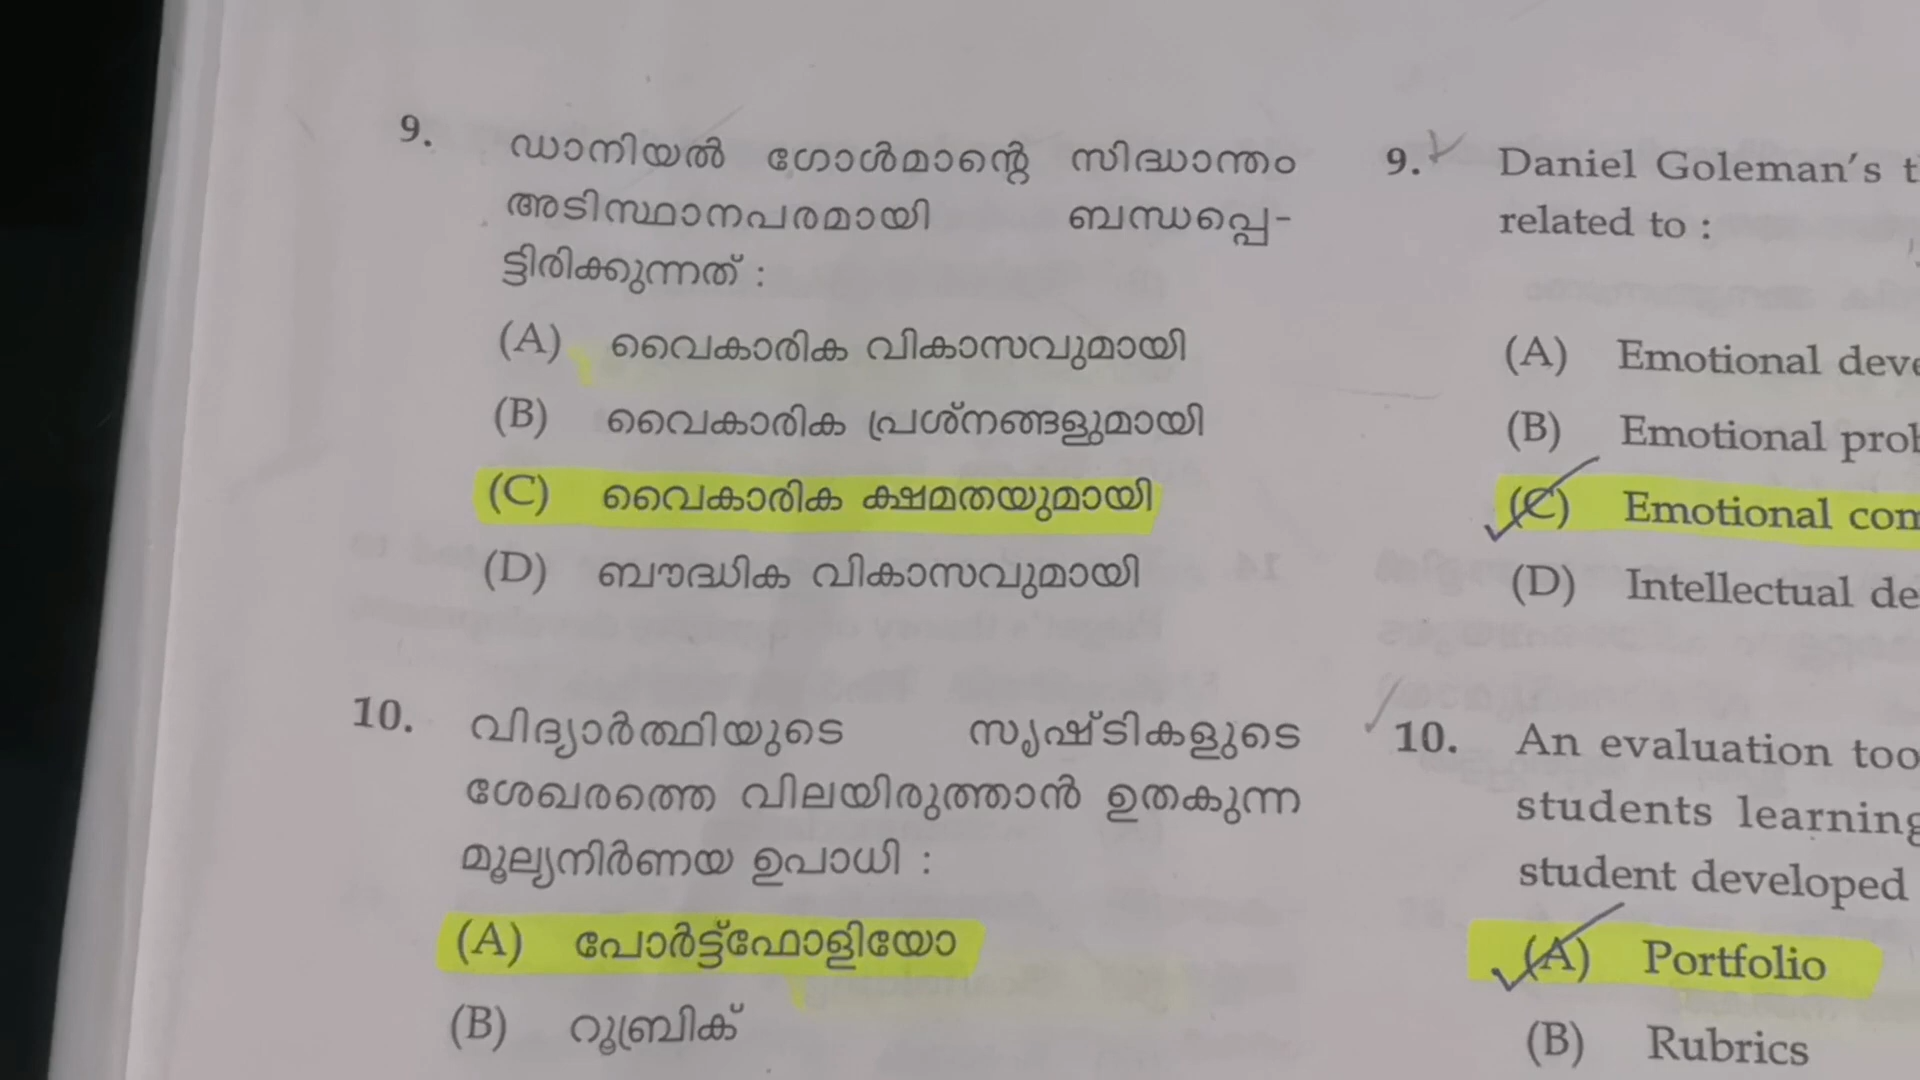 9. ഡാനിയൽ ഗോൾമാന്റെ സിദ്ധാന്തം
അടിസ്ഥാനപരമായി ബന്ധപ്പെ-
ട്ടിരിക്കുന്നത് :
(A) വൈകാരിക വികാസവുമായി
(B) വൈകാരിക പ്രശ്നങ്ങളുമായി
(C) വൈകാരിക ക്ഷമതയുമായി
(D) ബൗദ്ധിക വികാസവുമായി
10. വിദ്യാർത്ഥിയുടെ സൃഷ്ടികളുടെ
ശേഖരത്തെ വിലയിരുത്താൻ ഉതകുന്ന
മൂല്യനിർണയ ഉപാധി :
(A) പോർട്ട്ഫോളിയോ
(B) റൂബ്രിക്
9. Daniel Goleman's
related to :
(A) Emotional
(B) Emotional
(C) Emotional
(D) Intellectual
10. An evaluation
students learning
student developed
(A) Portfolio
(B) Rubrics